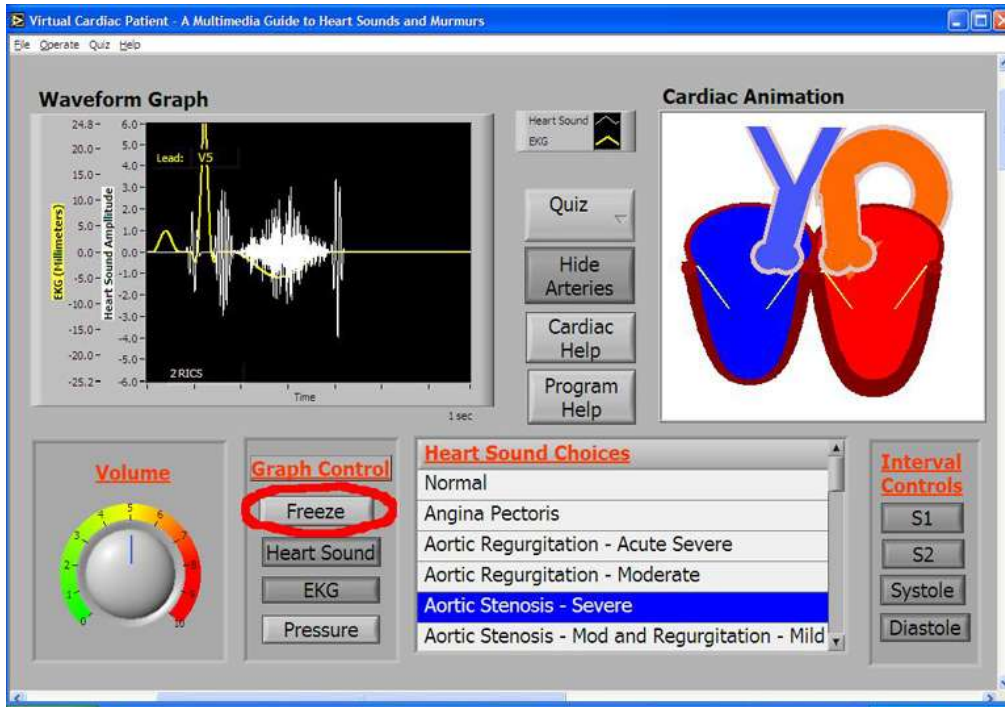 Virtual Cardiac Patient - A Multimedia Guide to Heart Sounds and Murmurs
File Operate Quiz Help
Waveform Graph
Cardiac Animation
24.8
20.0
15.0
10.0
5.0
0.0
-5.0
-10.0
-15.0
-20.0
-25.2
EKG (Millimeters)
6.0
5.0
4.0
3.0
2.0
1.0
0.0
-1.0
-2.0
-3.0
-4.0
-5.0
-6.0
Heart Sound Ampllitude
Lead: V5
2RICS
Time
1 sec
Heart Sound
EKG
Quiz
Hide
Arteries
Cardiac
Help
Program
Help
Volume
0
1
2
3
4
5
6
7
8
10
Graph Control
Freeze
Heart Sound
EKG
Pressure
Heart Sound Choices
Normal
Angina Pectoris
Aortic Regurgitation - Acute Severe
Aortic Regurgitation - Moderate
Aortic Stenosis - Severe
Aortic Stenosis - Mod and Regurgitation - Mild
Interval
Controls
S1
S2
Systole
Diastole